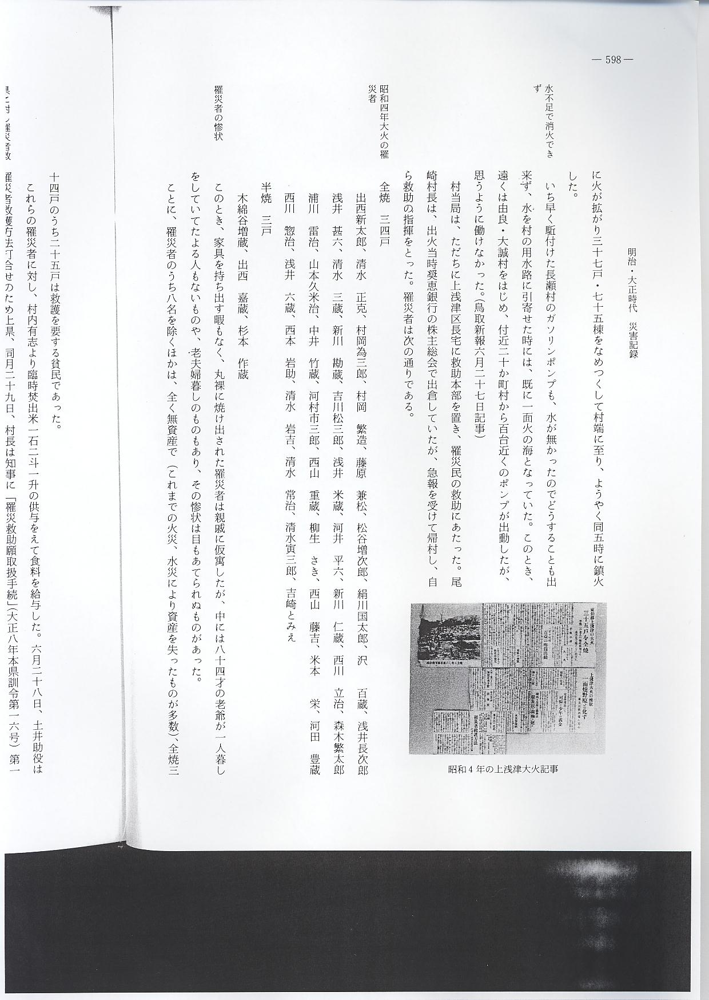 ― 598 ―
明治・大正時代　災害記録
に火が拡がり三十七戸・七十五棟をなめつくして村端に至り、ようやく同五時に鎮火
した。
水不足で消火でき
ず
いち早く駈付けた長瀬村のガソリンポンプも、水が無かったのでどうすることも出
来ず、水を村の用水路に引寄せた時には、既に一面火の海となっていた。このとき、
遠くは由良・大誠村をはじめ、付近二十か町村から百台近くのポンプが出動したが、
思うように働けなかった。(鳥取新報六月二十七日記事)
村当局は、ただちに上浅津区長宅に救助本部を置き、罹災民の救助にあたった。尾
崎村長は、出火当時奨恵銀行の株主総会で出倉していたが、急報を受けて帰村し、自
ら救助の指揮をとった。罹災者は次の通りである。
昭和四年大火の罹
災者
全焼　三四戸
出西新太郎、清水　正克、村岡為三郎、村岡　繁造、藤原　兼松、松谷増次郎、絹川国太郎、沢　百蔵、浅井長次郎
浅井　甚六、清水　三蔵、新川　勘蔵、吉川松三郎、浅井　米蔵、河井　平六、新川　仁蔵、西川　立治、森木繁太郎
浦川　雷治、山本久米治、中井　竹蔵、河村市三郎、西山　重蔵、柳生　さき、西山　藤吉、米本　栄、河田　豊蔵
西川　惣治、浅井　六蔵、西本　岩助、清水　岩吉、清水　常治、清水寅三郎、吉崎とみえ
半焼　三戸
木綿谷増蔵、出西　嘉蔵、杉本　作蔵
罹災者の惨状
このとき、家具を持ち出す暇もなく、丸裸に焼け出された罹災者は親戚に仮寓したが、中には八十四才の老爺が一人暮し
をしていてたよる人もないものや、老夫婦暮しのものもあり、その惨状は目もあてられぬものがあった。
ことに、罹災者のうち八名を除くほかは、全く無資産で（これまでの火災、水災により資産を失ったものが多数）、全焼三
東伯郡上浅津の大火
三十五戸を全焼
上浅津大火の惨状
一面焼野原と化す
罹災者救護方法
昭和4年の上浅津大火記事
十四戸のうち二十五戸は救護を要する貧民であった。
これらの罹災者に対し、村内有志より臨時焚出米一石二斗一升の供与をえて食料を給与した。六月二十八日、土井助役は
罹災者救護方法打合せのため上県、同月二十九日、村長は知事に「罹災救助願取扱手続」(大正八年本県訓令第一六号）第一